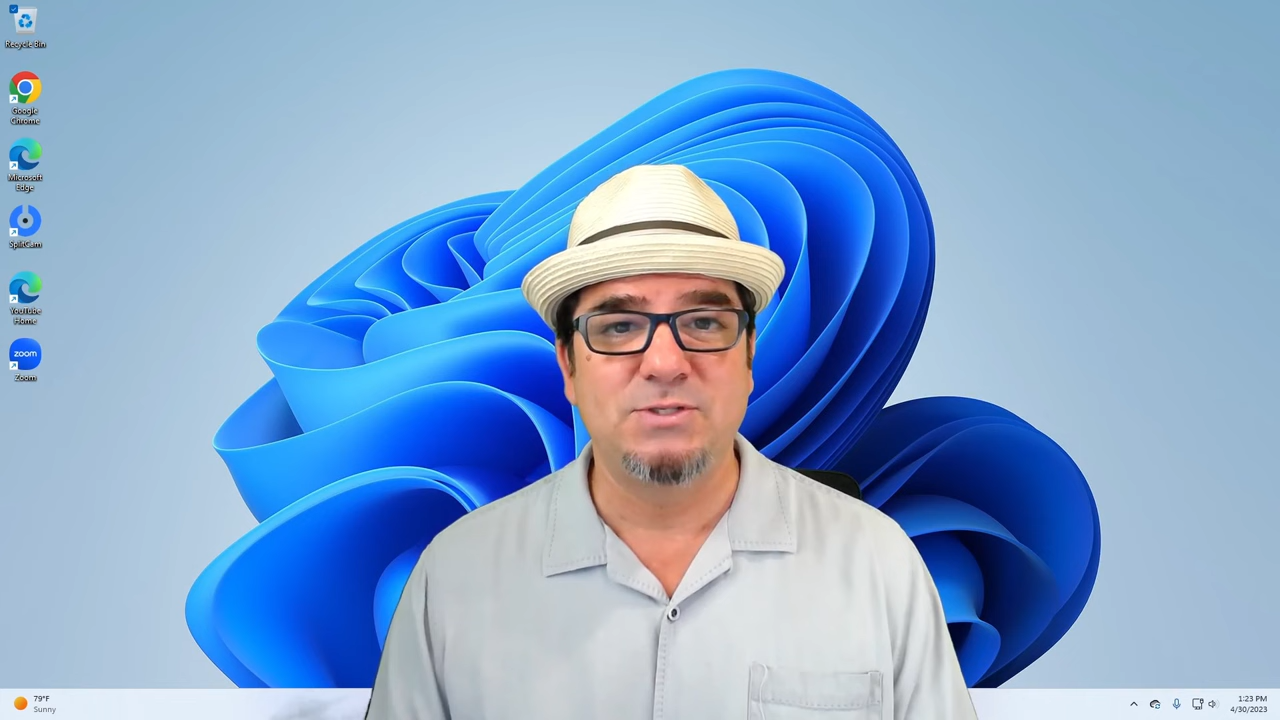 Recycle Bin
Google
Chrome
Microsoft
Edge
SplitCam
YouTube
Home
zoom
Zoom
79°F
Sunny
1:23 PM
4/30/2023